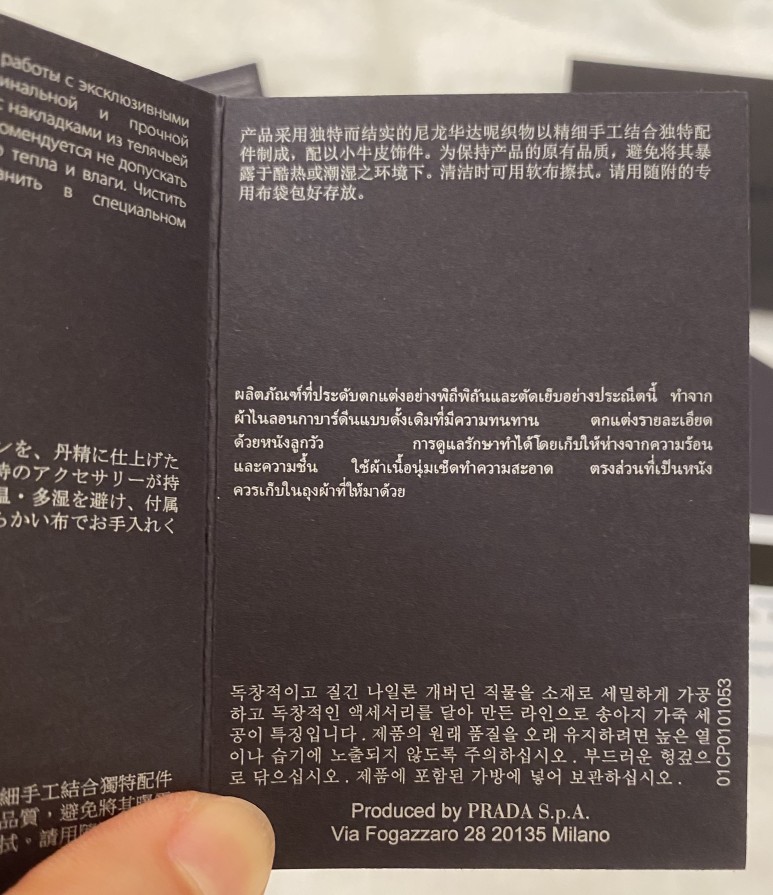 работы с эксклюзивными
и прочной
накладками из телячьей
не допускать
тепла и влаги. Чистить
в специальном
ンを、丹精に仕上げた
のアクセサリーが持
・多湿を避け、付属
らかい布でお手入れく
細手工結合獨特配件
品質，避免將其曝
拭。請用隨
产品采用独特而结实的尼龙华达呢织物以精细手工结合独特配
件制成，配以小牛皮饰件。为保持产品的原有品质，避免将其暴
露于酷热或潮湿之环境下。清洁时可用软布擦拭。请用随附的专
用布袋包好存放。
ผลิตภัณฑ์ที่ประดับตกแต่งอย่างพิถีพิถันและตัดเย็บอย่างประณีตนี้ ทำจาก
ผ้าไนลอนกาบาร์ดีนแบบดั้งเดิมที่มีความทนทาน ตกแต่งรายละเอียด
ด้วยหนังลูกวัว การดูแลรักษาทำได้โดยเก็บให้ห่างจากความร้อน
และความชื้น ใช้ผ้าเนื้อนุ่มเช็ดทำความสะอาด ตรงส่วนที่เป็นหนัง
ควรเก็บในถุงผ้าที่ให้มาด้วย
독창적이고 질긴 나일론 개버딘 직물을 소재로 세밀하게 가공
하고 독창적인 액세서리를 달아 만든 라인으로 송아지 가죽 세
공이 특징입니다. 제품의 원래 품질을 오래 유지하려면 높은 열
이나 습기에 노출되지 않도록 주의하십시오. 부드러운 헝겊으
로 닦으십시오. 제품에 포함된 가방에 넣어 보관하십시오.
01CP0101053
Produced by PRADA S.p.A.
Via Fogazzaro 28 20135 Milano